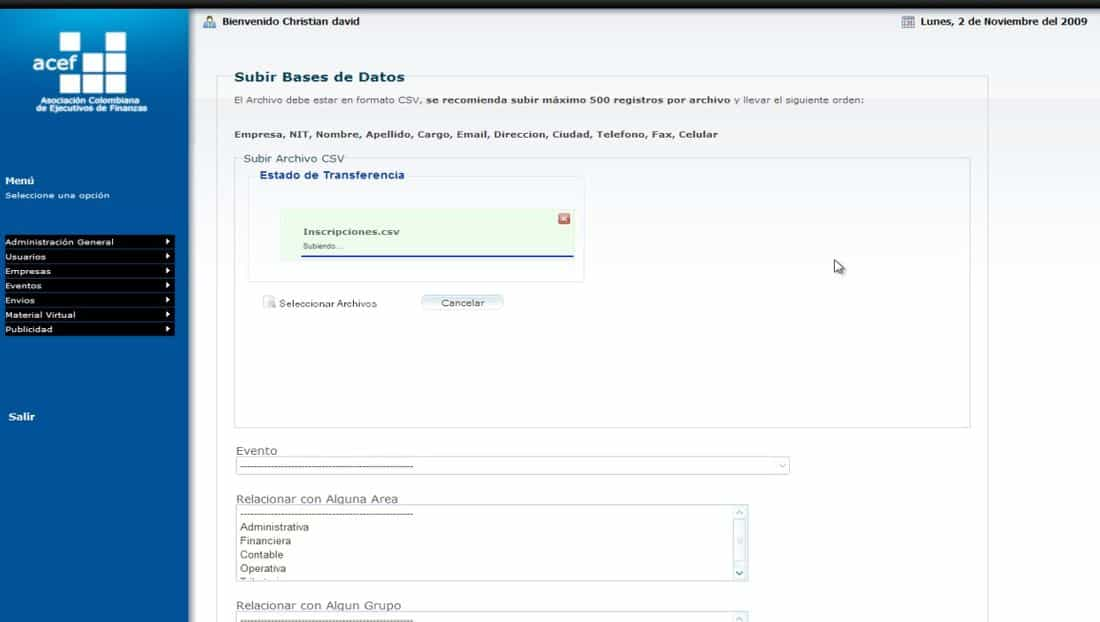 Bienvenido Christian david
Lunes, 2 de Noviembre del 2009
acef
Asociación Colombiana
de Ejecutivos de Finanzas
Menú
Seleccione una opción
Administración General
Usuarios
Empresas
Eventos
Envios
Material Virtual
Publicidad
Salir
Subir Bases de Datos
El Archivo debe estar en formato CSV, se recomienda subir máximo 500 registros por archivo y llevar el siguiente orden:
Empresa, NIT, Nombre, Apellido, Cargo, Email, Direccion, Ciudad, Telefono, Fax, Celular
Subir Archivo CSV
Estado de Transferencia
Inscripciones.csv
Subiendo...
Seleccionar Archivos
Cancelar
Evento
Relacionar con Alguna Area
Administrativa
Financiera
Contable
Operativa
Relacionar con Algun Grupo